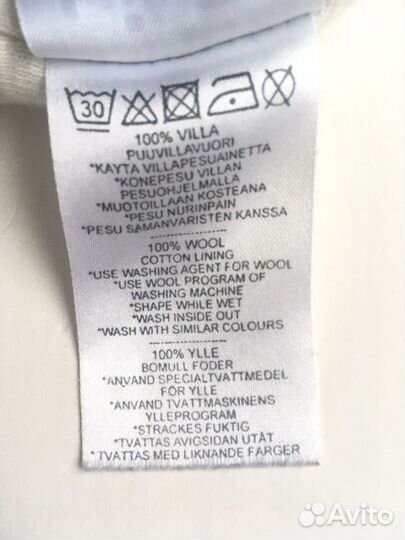 30
100% VILLA
PUUVILLAVUORI
*KAYTA VILLAPESUAINETTA
*KONEPESU VILLAN
PESUOHJELMALLA
*MUOTOILLAAN KOSTEANA
*PESU NURINPAIN
*PESU SAMANVARISTEN KANSSA
100% WOOL
COTTON LINING
*USE WASHING AGENT FOR WOOL
*USE WOOL PROGRAM OF
WASHING MACHINE
*SHAPE WHILE WET
*WASH INSIDE OUT
*WASH WITH SIMILAR COLOURS
100% YLLE
BOMULL FODER
*ANVAND SPECIALTVATTMEDEL
FÖR YLLE
*ANVAND TVATTMASKINENS
YLLEPROGRAM
*STRACKES FUKTIG
*TVATTAS AVIGSIDAN UTÅT
*TVATTAS MED LIKNANDE FARGER
Avito